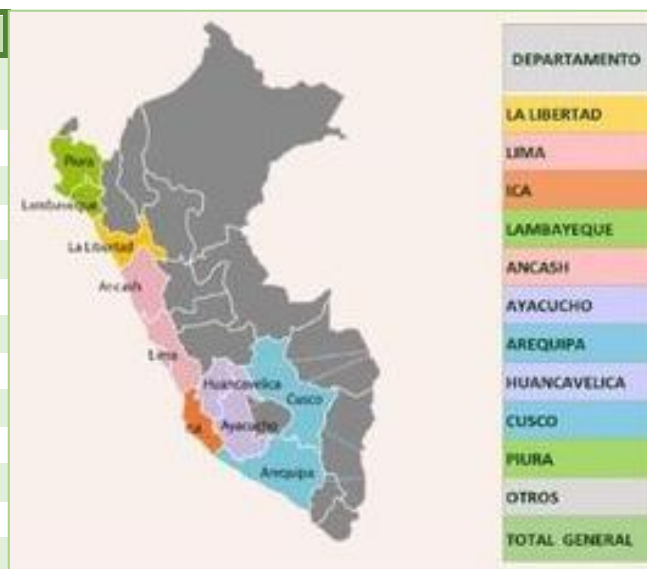 Piura
Lambayeque
La Libertad
Ancash
Lima
Huancavelica
Cusco
Ayacucho
Arequipa
DEPARTAMENTO
LA LIBERTAD
LIMA
ICA
LAMBAYEQUE
ANCASH
AYACUCHO
AREQUIPA
HUANCAVELICA
CUSCO
PIURA
OTROS
TOTAL GENERAL